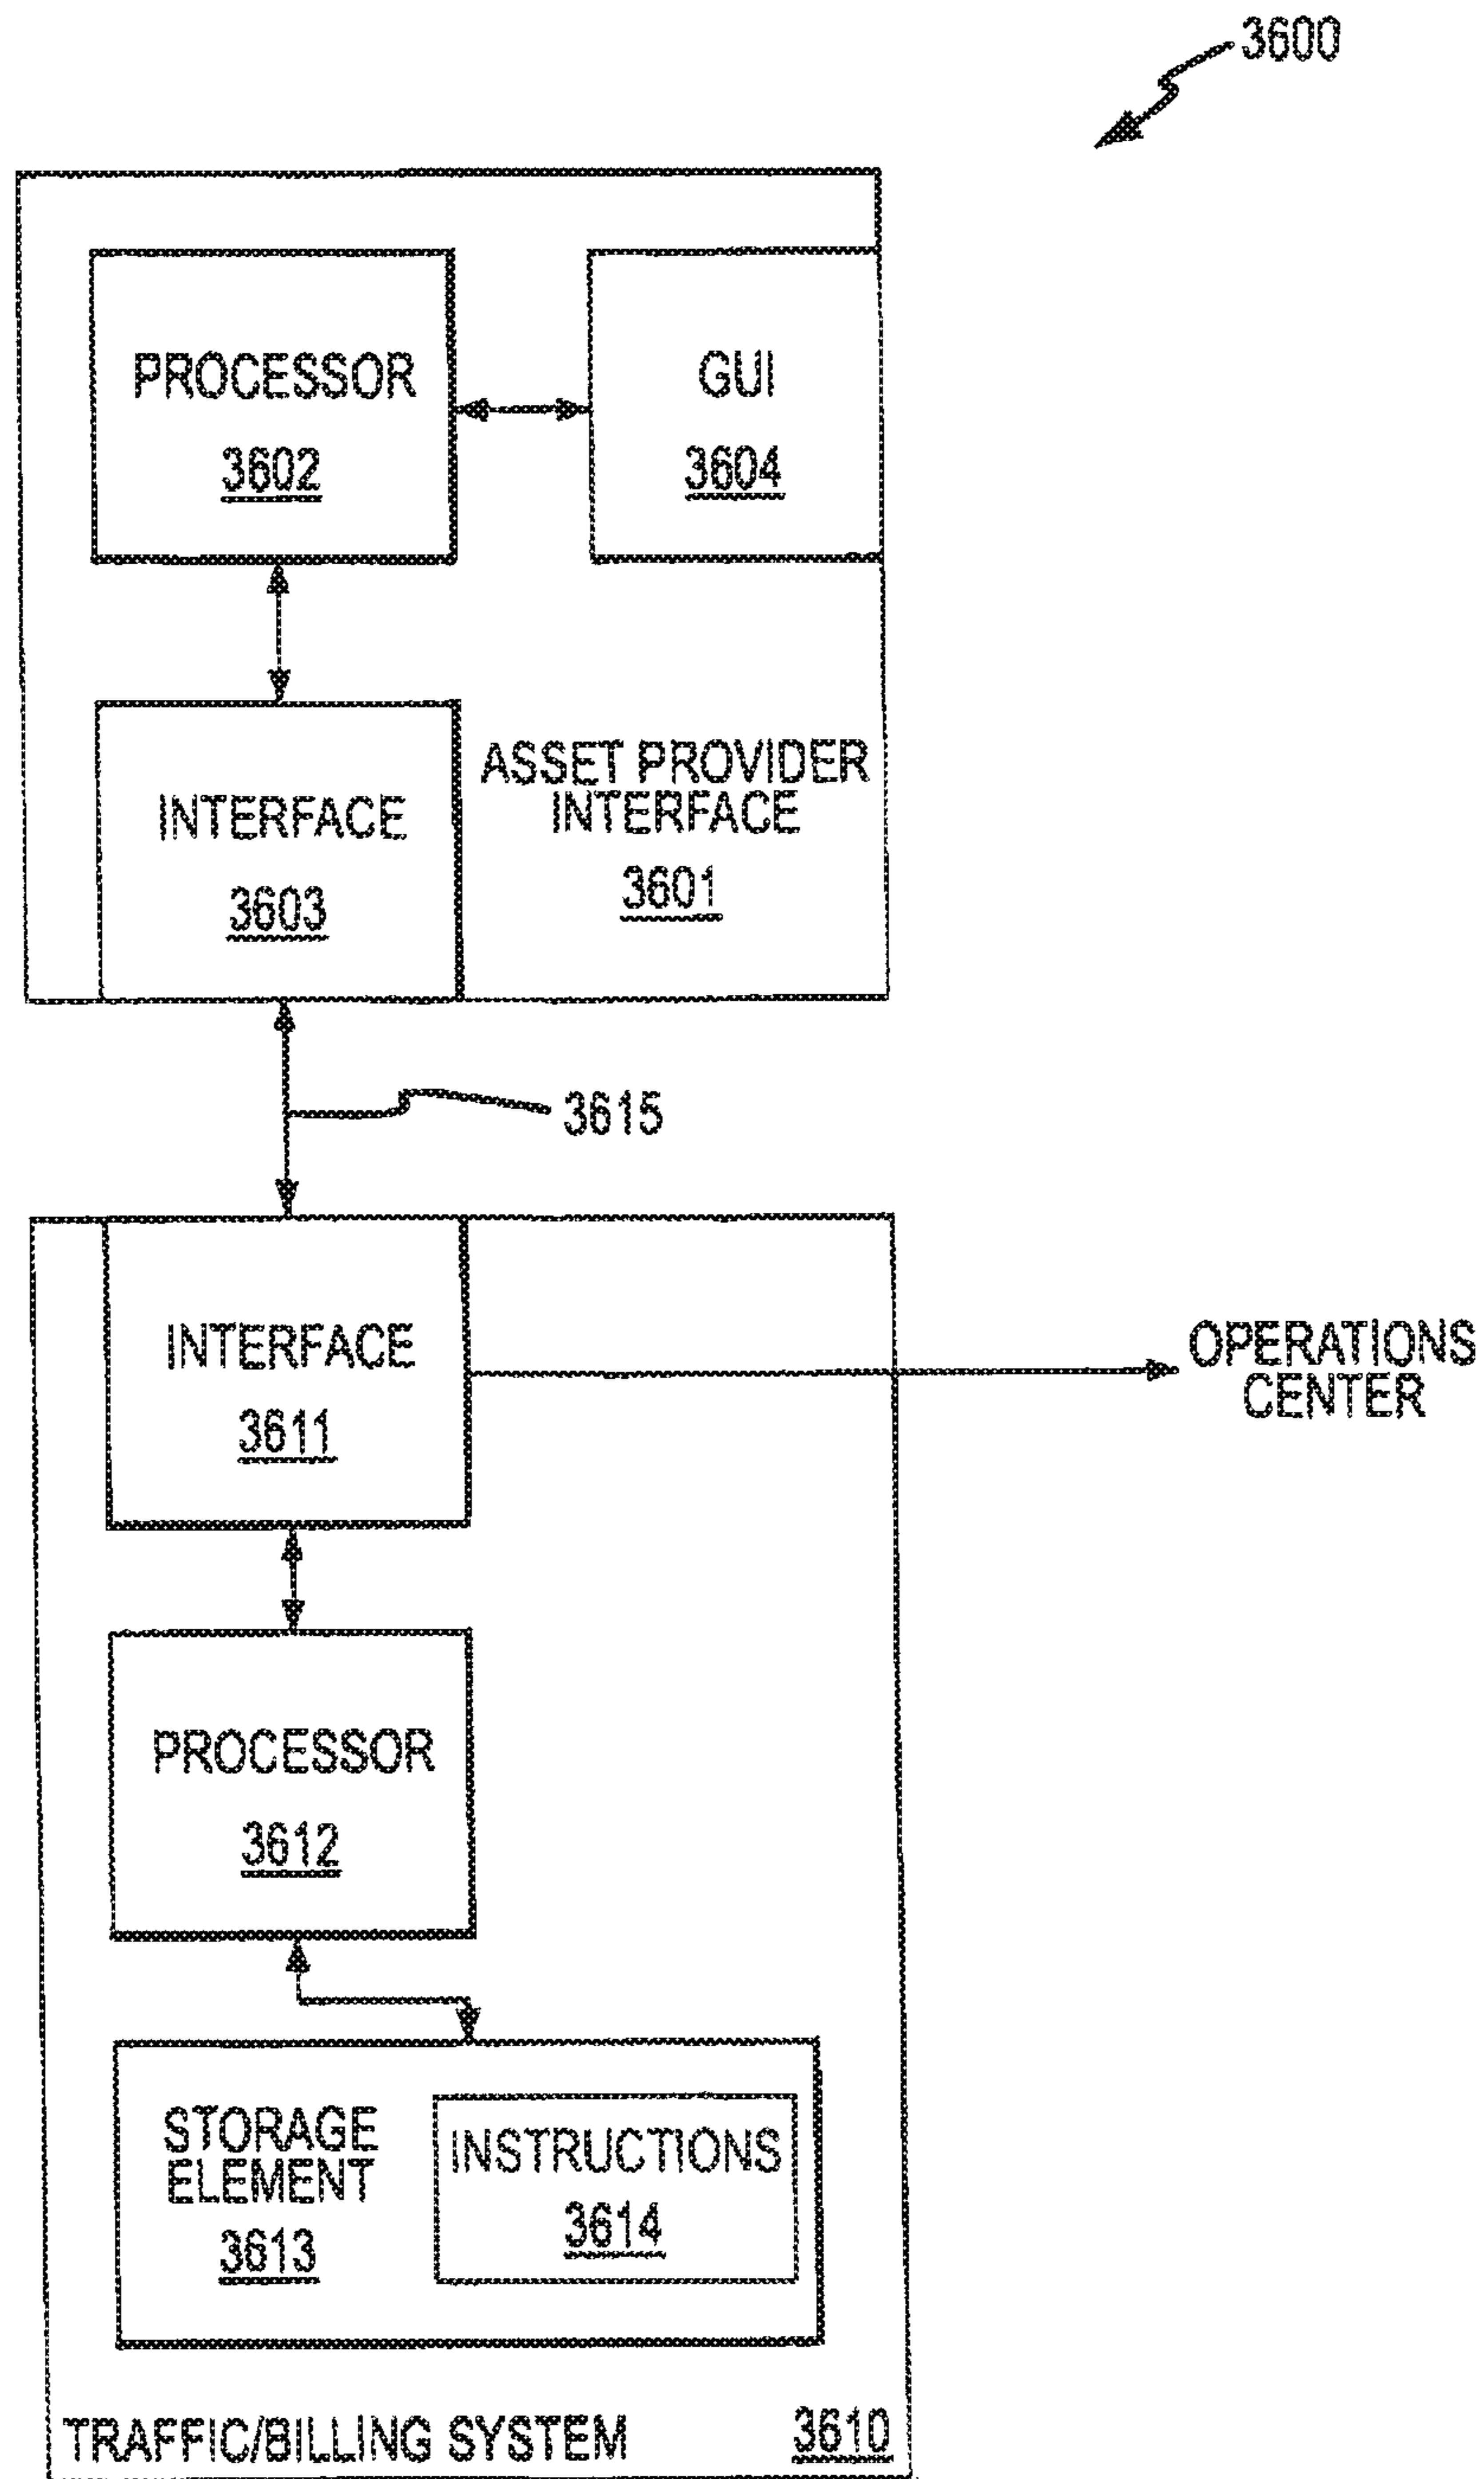 3600
PROCESSOR
3602
GUI
3604
INTERFACE
3603
ASSET PROVIDER
INTERFACE
3601
3615
INTERFACE
3611
OPERATIONS
CENTER
PROCESSOR
3612
STORAGE
ELEMENT
3613
INSTRUCTIONS
3614
TRAFFIC/BILLING SYSTEM
3610